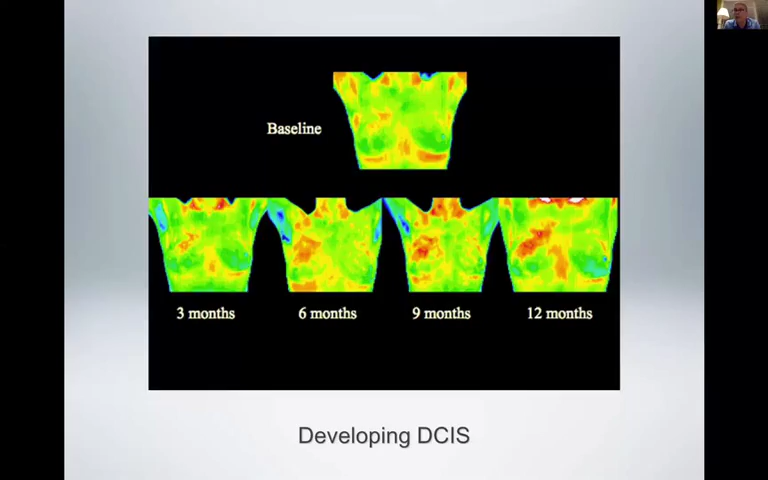 Baseline
3 months
6 months
9 months
12 months
Developing DCIS